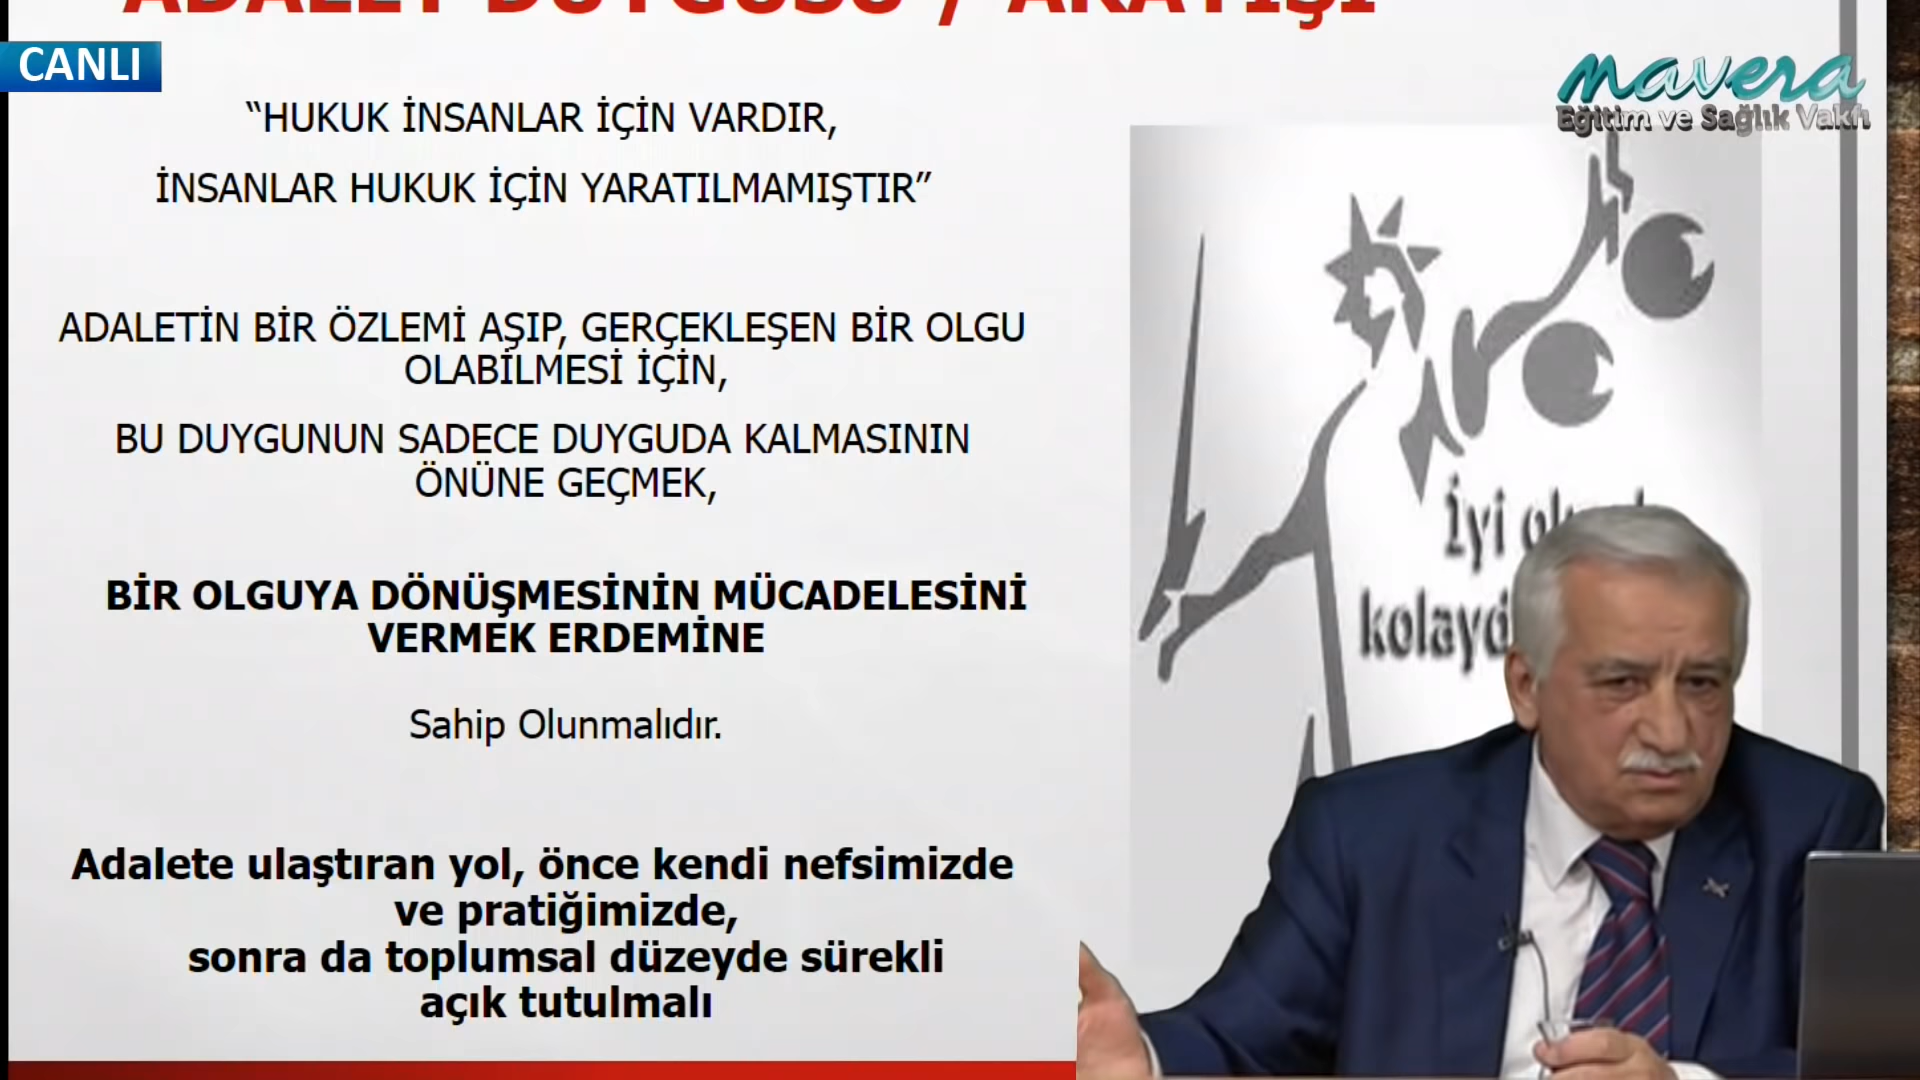 ADALET DUYGUSU / ARAYIŞI
CANLI
mavera
Eğitim ve Sağlık Vakfı
“HUKUK İNSANLAR İÇİN VARDIR,
İNSANLAR HUKUK İÇİN YARATILMAMIŞTIR”
ADALETİN BİR ÖZLEMİ AŞIP, GERÇEKLEŞEN BİR OLGU
OLABİLMESİ İÇİN,
BU DUYGUNUN SADECE DUYGUDA KALMASININ
ÖNÜNE GEÇMEK,
BİR OLGUYA DÖNÜŞMESİNİN MÜCADELESİNİ
VERMEK ERDEMİNE
Sahip Olunmalıdır.
Adalete ulaştıran yol, önce kendi nefsimizde
ve pratiğimizde,
sonra da toplumsal düzeyde sürekli
açık tutulmalı
İyi